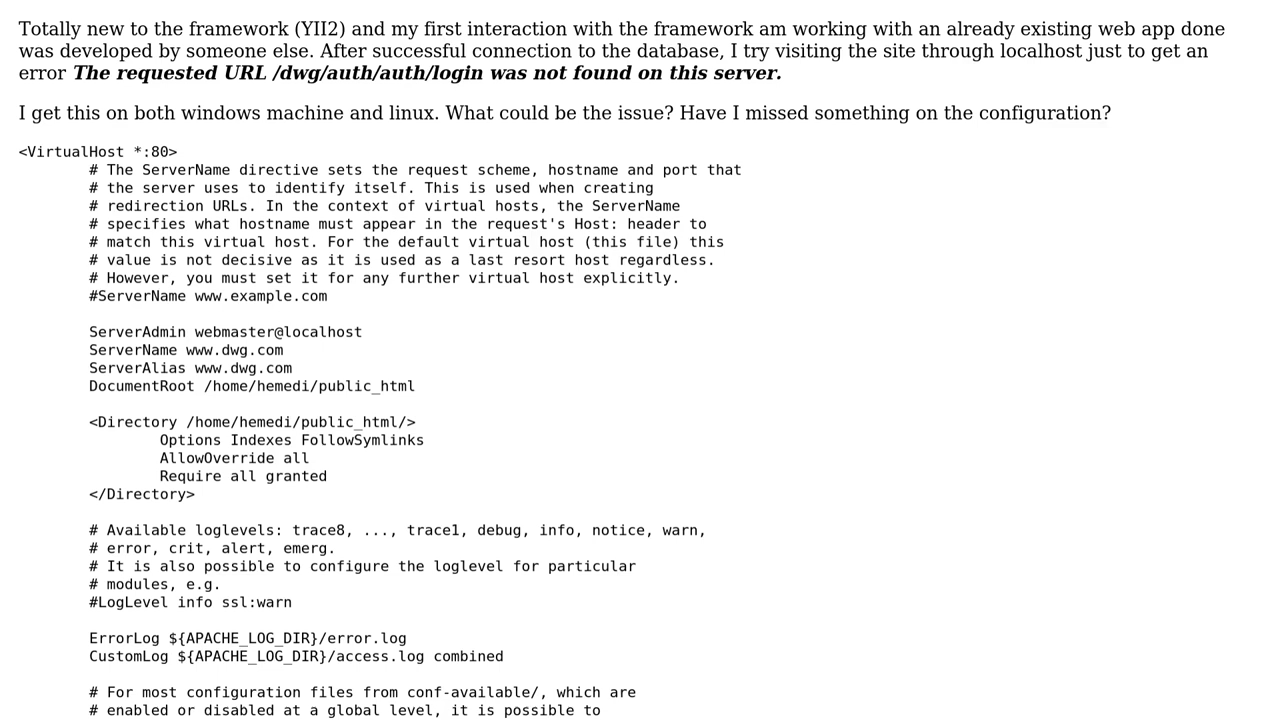 Totally new to the framework (YII2) and my first interaction with the framework am working with an already existing web app done
was developed by someone else. After successful connection to the database, I try visiting the site through localhost just to get an
error The requested URL /dwg/auth/auth/login was not found on this server.
I get this on both windows machine and linux. What could be the issue? Have I missed something on the configuration?
<VirtualHost *:80>
# The ServerName directive sets the request scheme, hostname and port that
# the server uses to identify itself. This is used when creating
# redirection URLs. In the context of virtual hosts, the ServerName
# specifies what hostname must appear in the request's Host: header to
# match this virtual host. For the default virtual host (this file) this
# value is not decisive as it is used as a last resort host regardless.
# However, you must set it for any further virtual host explicitly.
#ServerName www.example.com
ServerAdmin webmaster@localhost
ServerName www.dwg.com
ServerAlias www.dwg.com
DocumentRoot /home/hemedi/public_html
<Directory /home/hemedi/public_html/>
Options Indexes FollowSymlinks
AllowOverride all
Require all granted
</Directory>
# Available loglevels: trace8, ..., trace1, debug, info, notice, warn,
# error, crit, alert, emerg.
# It is also possible to configure the loglevel for particular
# modules, e.g.
#LogLevel info ssl:warn
ErrorLog ${APACHE_LOG_DIR}/error.log
CustomLog ${APACHE_LOG_DIR}/access.log combined
# For most configuration files from conf-available/, which are
# enabled or disabled at a global level, it is possible to